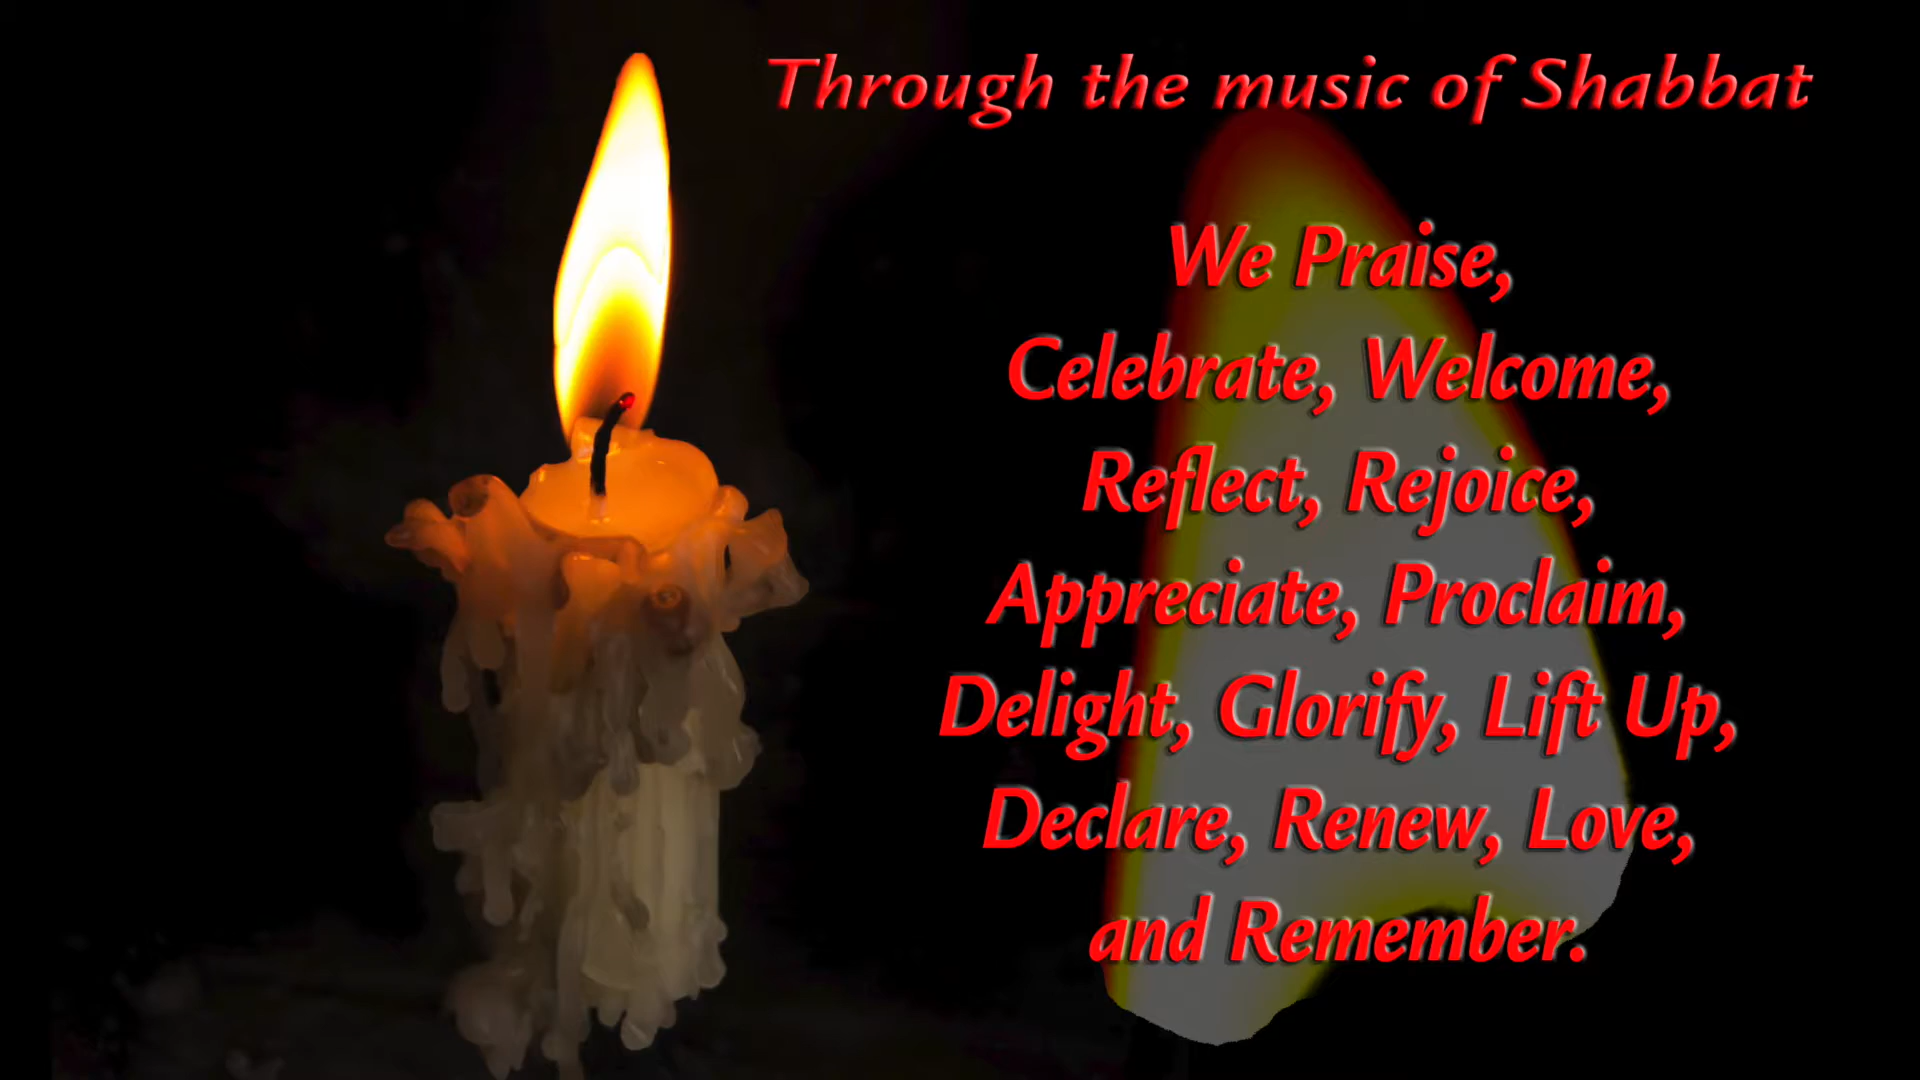 Through the music of Shabbat
We Praise,
Celebrate, Welcome,
Reflect, Rejoice,
Appreciate, Proclaim,
Delight, Glorify, Lift Up,
Declare, Renew, Love,
and Remember.